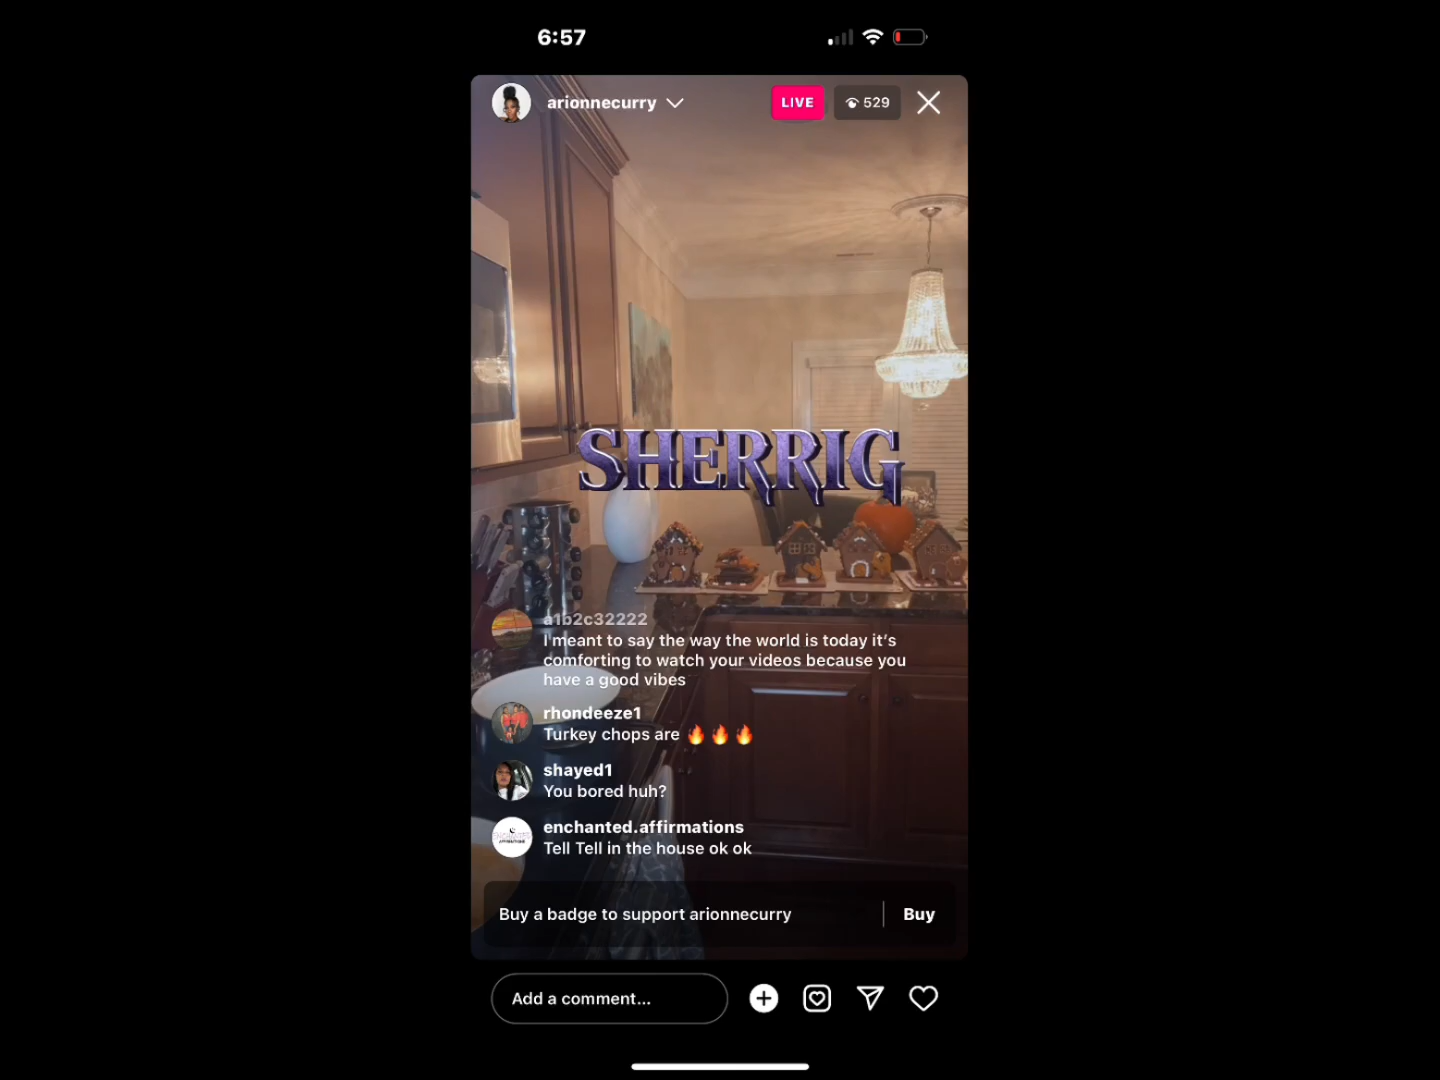 6:57
arionnecurry
LIVE
529
SHERRIG
a1b2c32222
I meant to say the way the world is today it's
comforting to watch your videos because you
have a good vibes
rhondeeze1
Turkey chops are 🔥🔥🔥
shayed1
You bored huh?
enchanted.affirmations
Tell Tell in the house ok ok
Buy a badge to support arionnecurry
Buy
Add a comment...